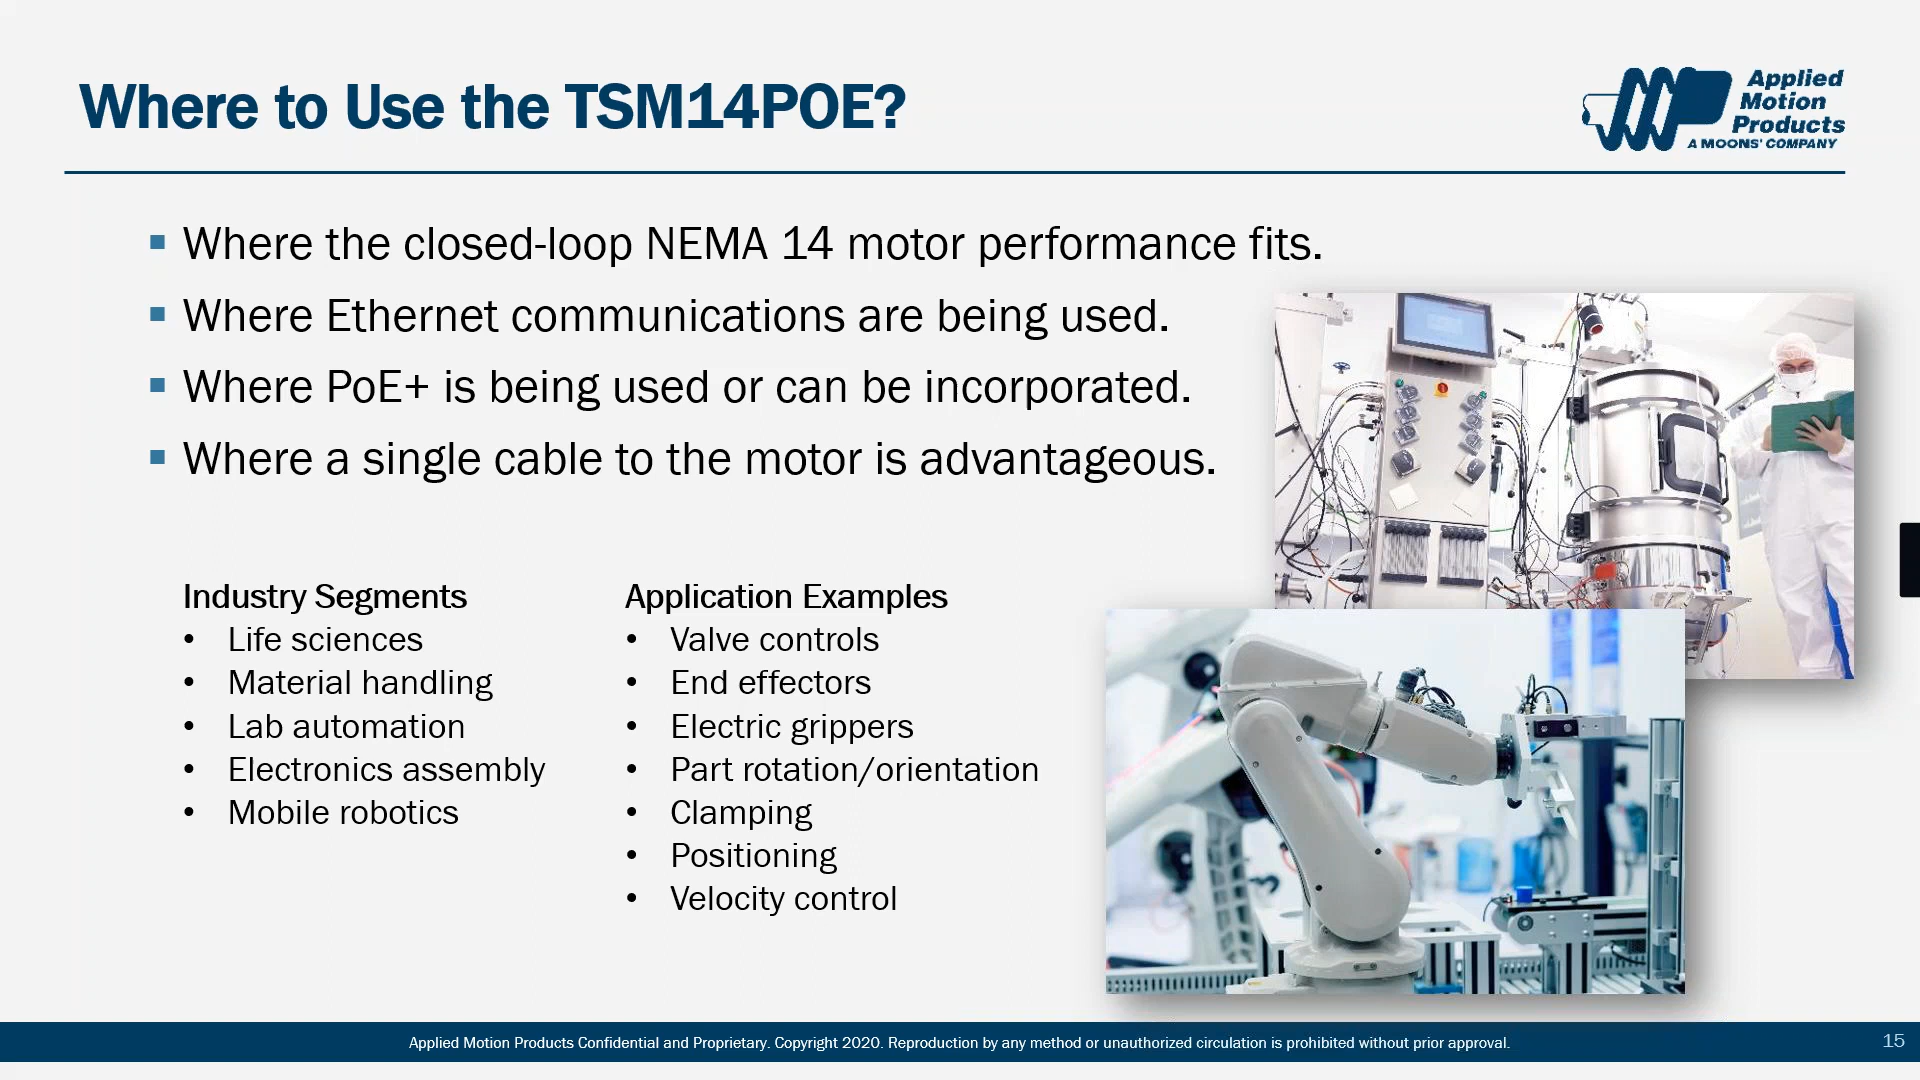 Where to Use the TSM14POE?
Applied
Motion
Products
A MOONS' COMPANY
▪ Where the closed-loop NEMA 14 motor performance fits.
▪ Where Ethernet communications are being used.
▪ Where PoE+ is being used or can be incorporated.
▪ Where a single cable to the motor is advantageous.
Industry Segments
• Life sciences
• Material handling
• Lab automation
• Electronics assembly
• Mobile robotics
Application Examples
• Valve controls
• End effectors
• Electric grippers
• Part rotation/orientation
• Clamping
• Positioning
• Velocity control
Applied Motion Products Confidential and Proprietary. Copyright 2020. Reproduction by any method or unauthorized circulation is prohibited without prior approval.
15